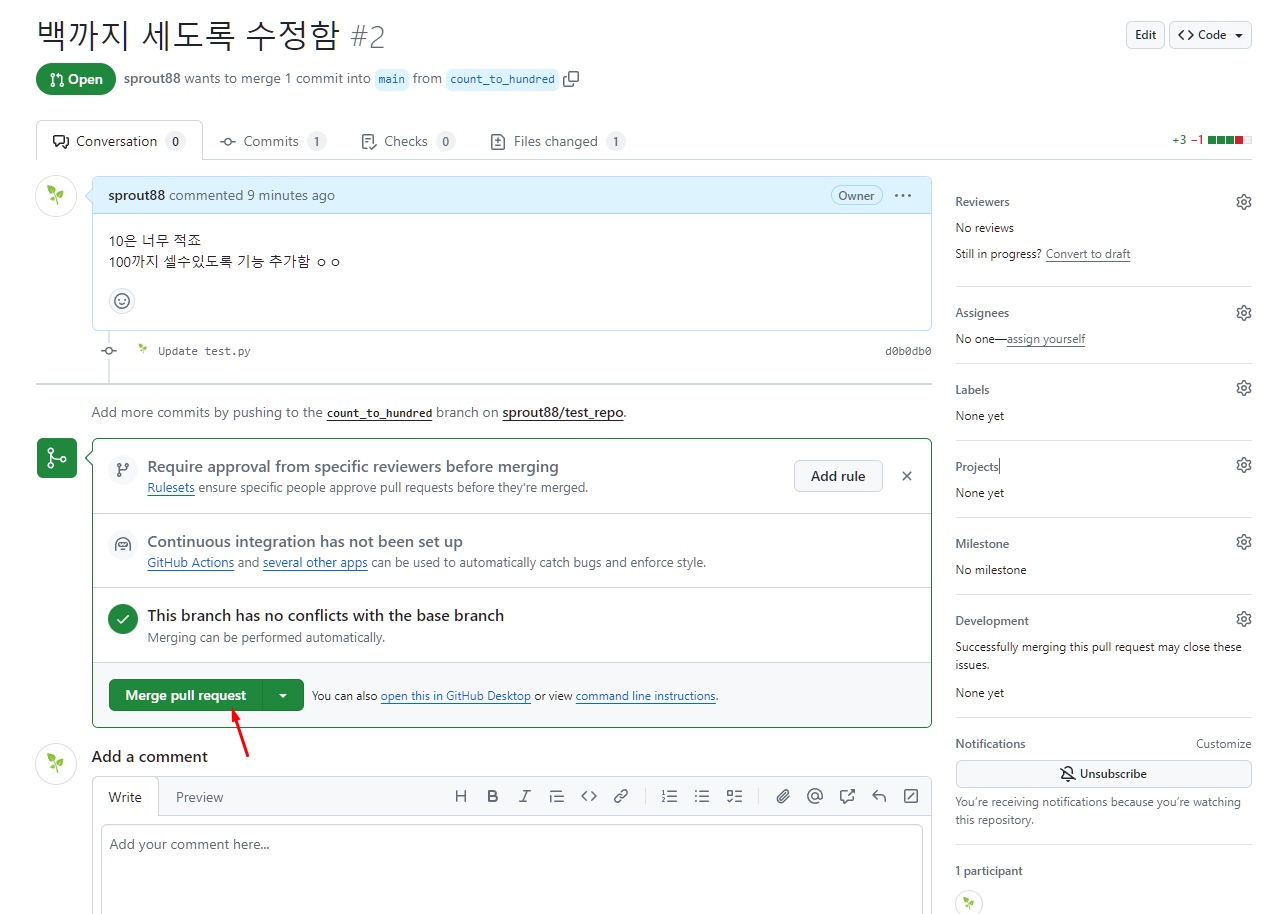 백까지 세도록 수정함 #2
Edit
Code
Open
sprout88 wants to merge 1 commit into main from count_to_hundred
Conversation 0
Commits 1
Checks 0
Files changed 1
+3 −1
sprout88 commented 9 minutes ago
Owner
10은 너무 적죠
100까지 셀수있도록 기능 추가함 ㅇㅇ
Update test.py
d0b0db0
Add more commits by pushing to the count_to_hundred branch on sprout88/test_repo.
Require approval from specific reviewers before merging
Rulesets ensure specific people approve pull requests before they're merged.
Add rule
Continuous integration has not been set up
GitHub Actions and several other apps can be used to automatically catch bugs and enforce style.
This branch has no conflicts with the base branch
Merging can be performed automatically.
Merge pull request
You can also open this in GitHub Desktop or view command line instructions.
Add a comment
Write
Preview
Add your comment here...
Reviewers
No reviews
Still in progress? Convert to draft
Assignees
No one—assign yourself
Labels
None yet
Projects
None yet
Milestone
No milestone
Development
Successfully merging this pull request may close these
issues.
None yet
Notifications
Customize
Unsubscribe
You're receiving notifications because you're watching
this repository.
1 participant